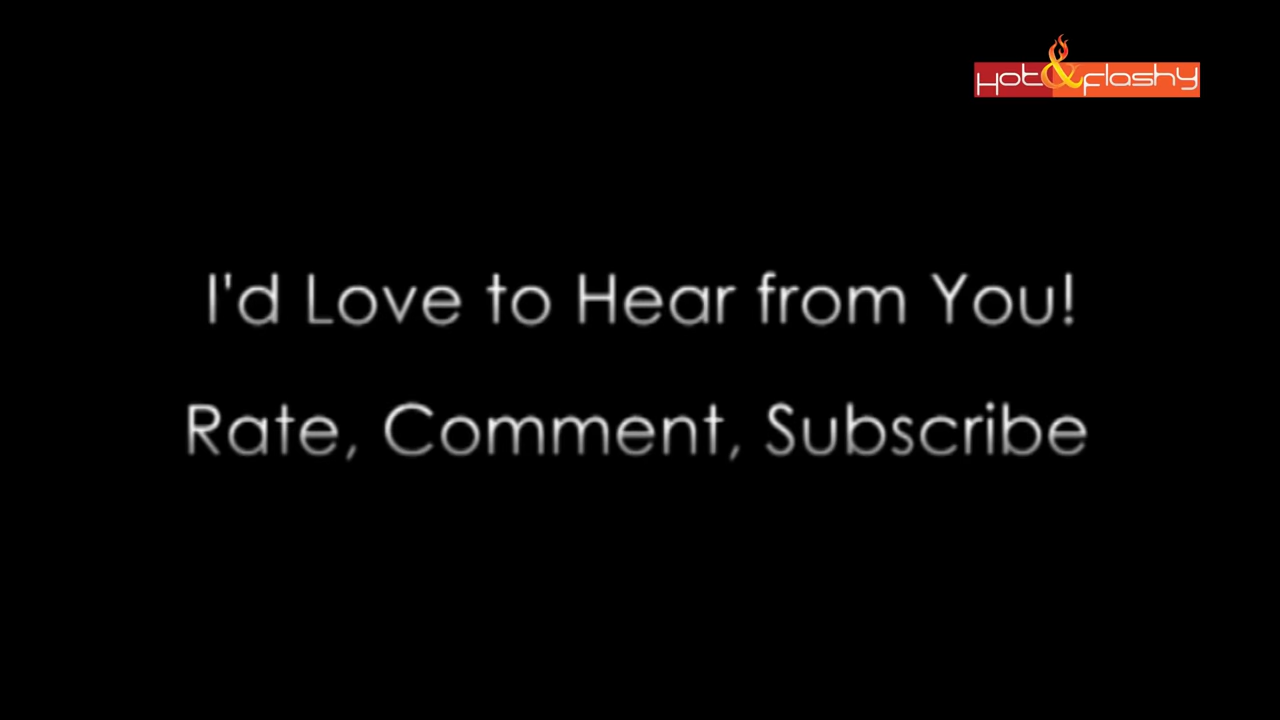 Hot & flashy
I'd Love to Hear from You!
Rate, Comment, Subscribe